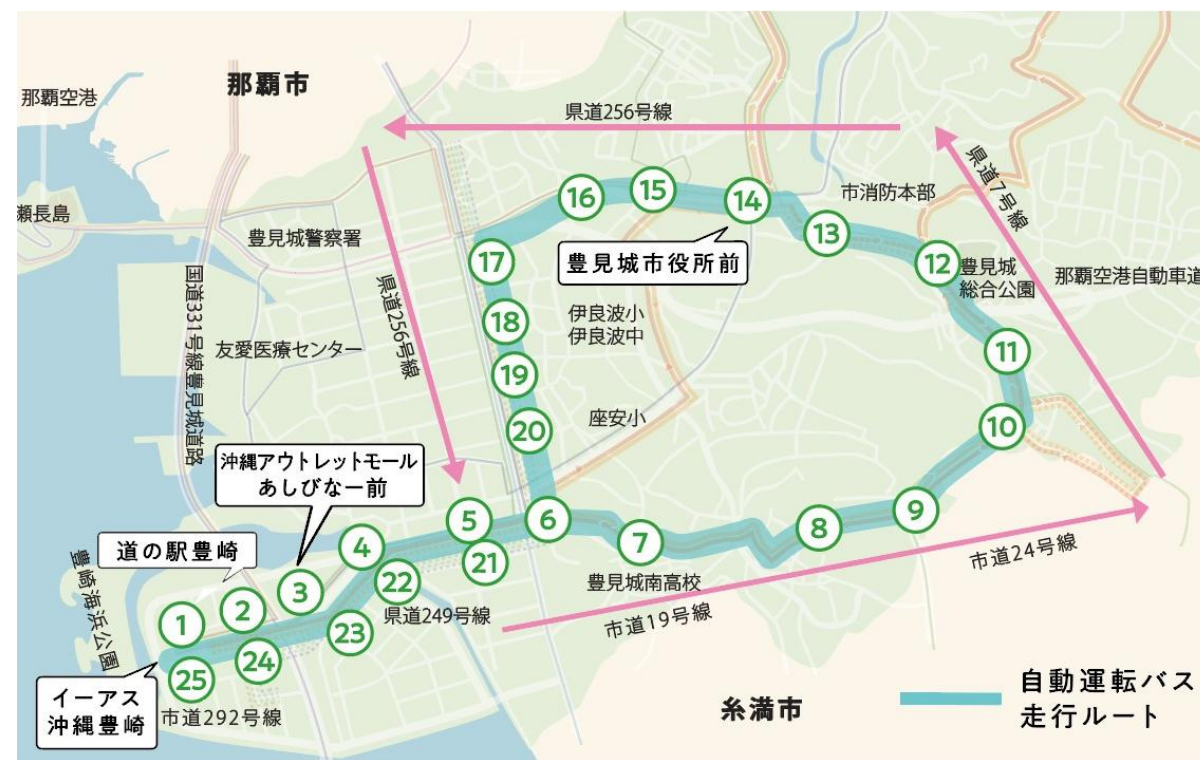 那覇市
那覇空港
県道256号線
瀬長島
豊見城警察署
県道256号線
国道331号線豊見城道路
友愛医療センター
16
15
14
市消防本部
県道7号線
13
豊見城市役所前
12
豊見城
総合公園
那覇空港自動車道
17
18
伊良波小
伊良波中
11
19
座安小
20
10
沖縄アウトレットモール
あしびなー前
5
6
9
8
7
21
豊見城南高校
市道24号線
市道19号線
道の駅豊崎
4
3
22
県道249号線
豊崎海浜公園
2
1
23
24
25
イーアス
沖縄豊崎
市道292号線
糸満市
自動運転バス
走行ルート